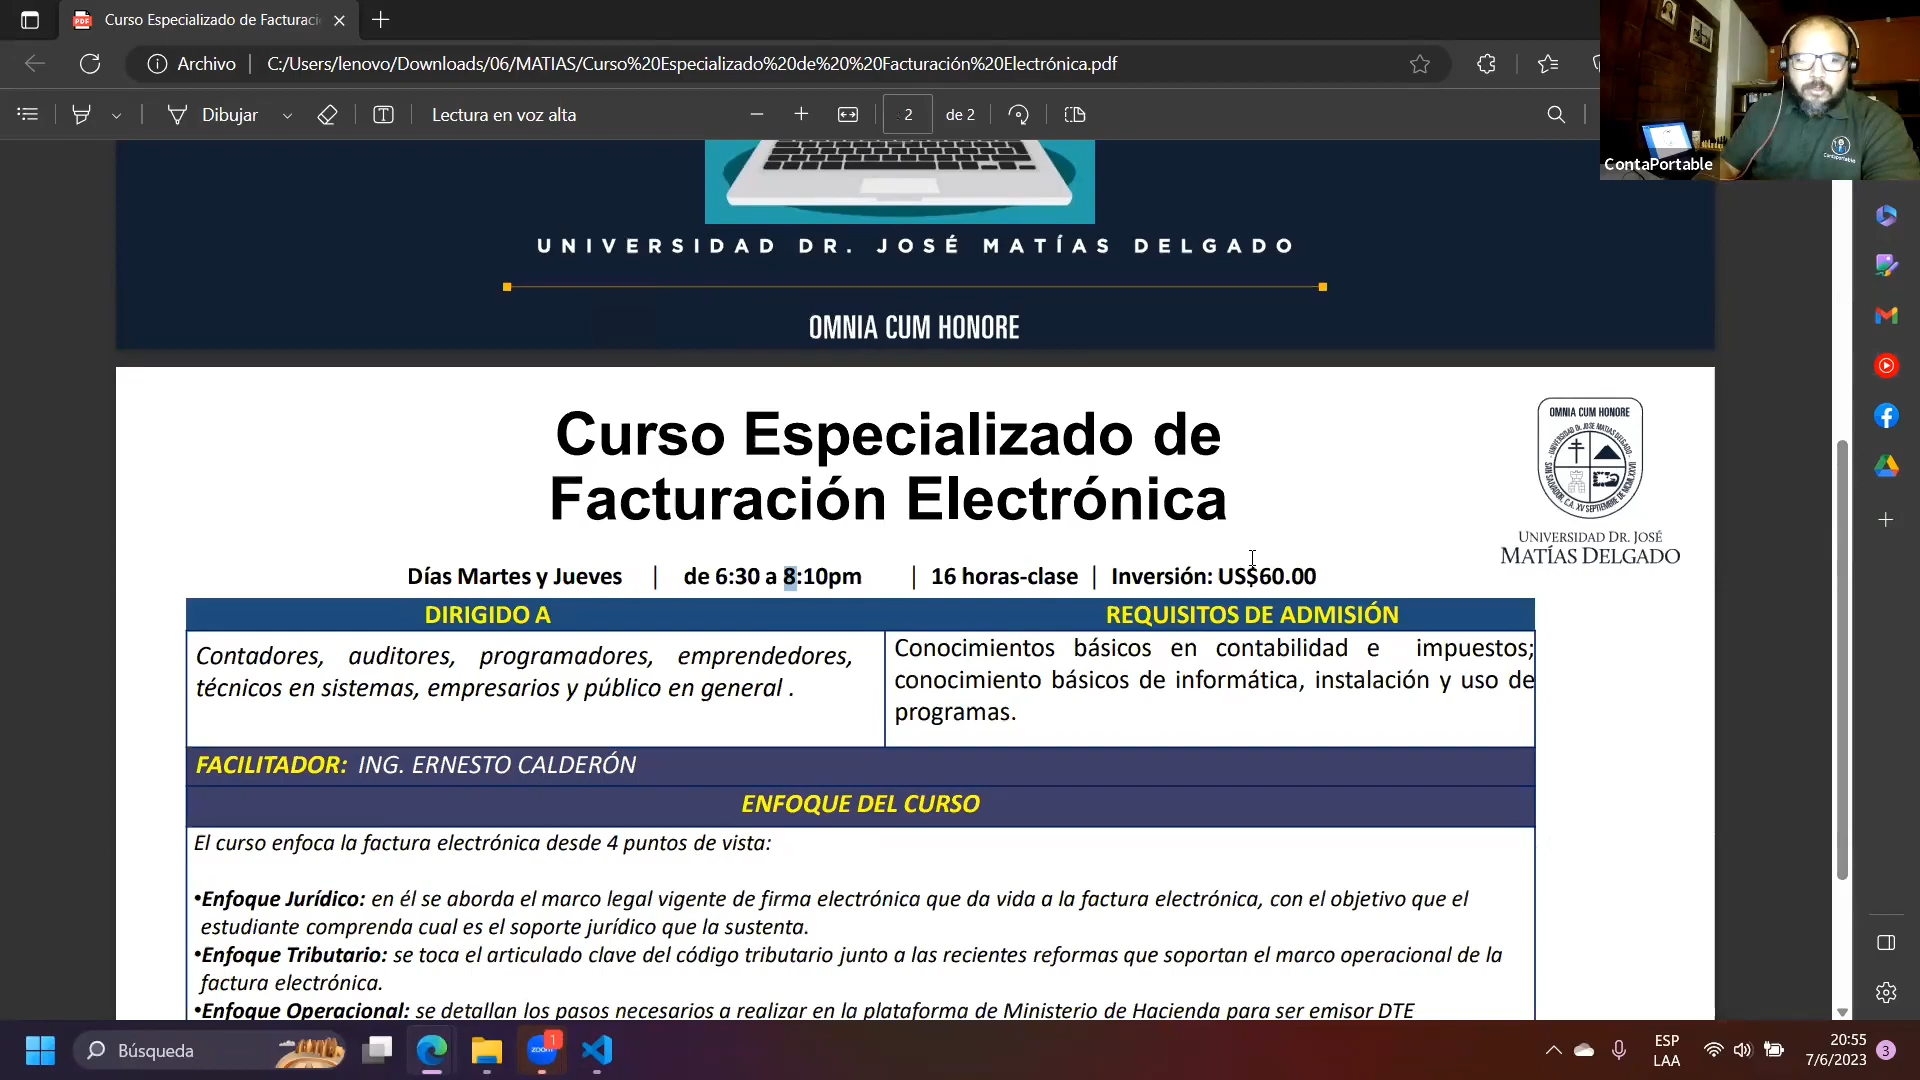 Curso Especializado de Facturaci
Archivo
C:/Users/lenovo/Downloads/06/MATIAS/Curso%20Especializado%20de%20%20Facturación%20Electrónica.pdf
Dibujar
Lectura en voz alta
2
de 2
ContaPortable
UNIVERSIDAD DR. JOSÉ MATÍAS DELGADO
OMNIA CUM HONORE
Curso Especializado de
Facturación Electrónica
OMNIA CUM HONORE
UNIVERSIDAD DR. JOSÉ
MATÍAS DELGADO
Días Martes y Jueves | de 6:30 a 8:10pm | 16 horas-clase | Inversión: US$60.00
DIRIGIDO A
REQUISITOS DE ADMISIÓN
Contadores, auditores, programadores, emprendedores,
técnicos en sistemas, empresarios y público en general .
Conocimientos básicos en contabilidad e impuestos;
conocimiento básicos de informática, instalación y uso de
programas.
FACILITADOR: ING. ERNESTO CALDERÓN
ENFOQUE DEL CURSO
El curso enfoca la factura electrónica desde 4 puntos de vista:
•Enfoque Jurídico: en él se aborda el marco legal vigente de firma electrónica que da vida a la factura electrónica, con el objetivo que el
estudiante comprenda cual es el soporte jurídico que la sustenta.
•Enfoque Tributario: se toca el articulado clave del código tributario junto a las recientes reformas que soportan el marco operacional de la
factura electrónica.
•Enfoque Operacional: se detallan los pasos necesarios a realizar en la plataforma de Ministerio de Hacienda para ser emisor DTE
Búsqueda
zoom
1
ESP
LAA
20:55
7/6/2023
3